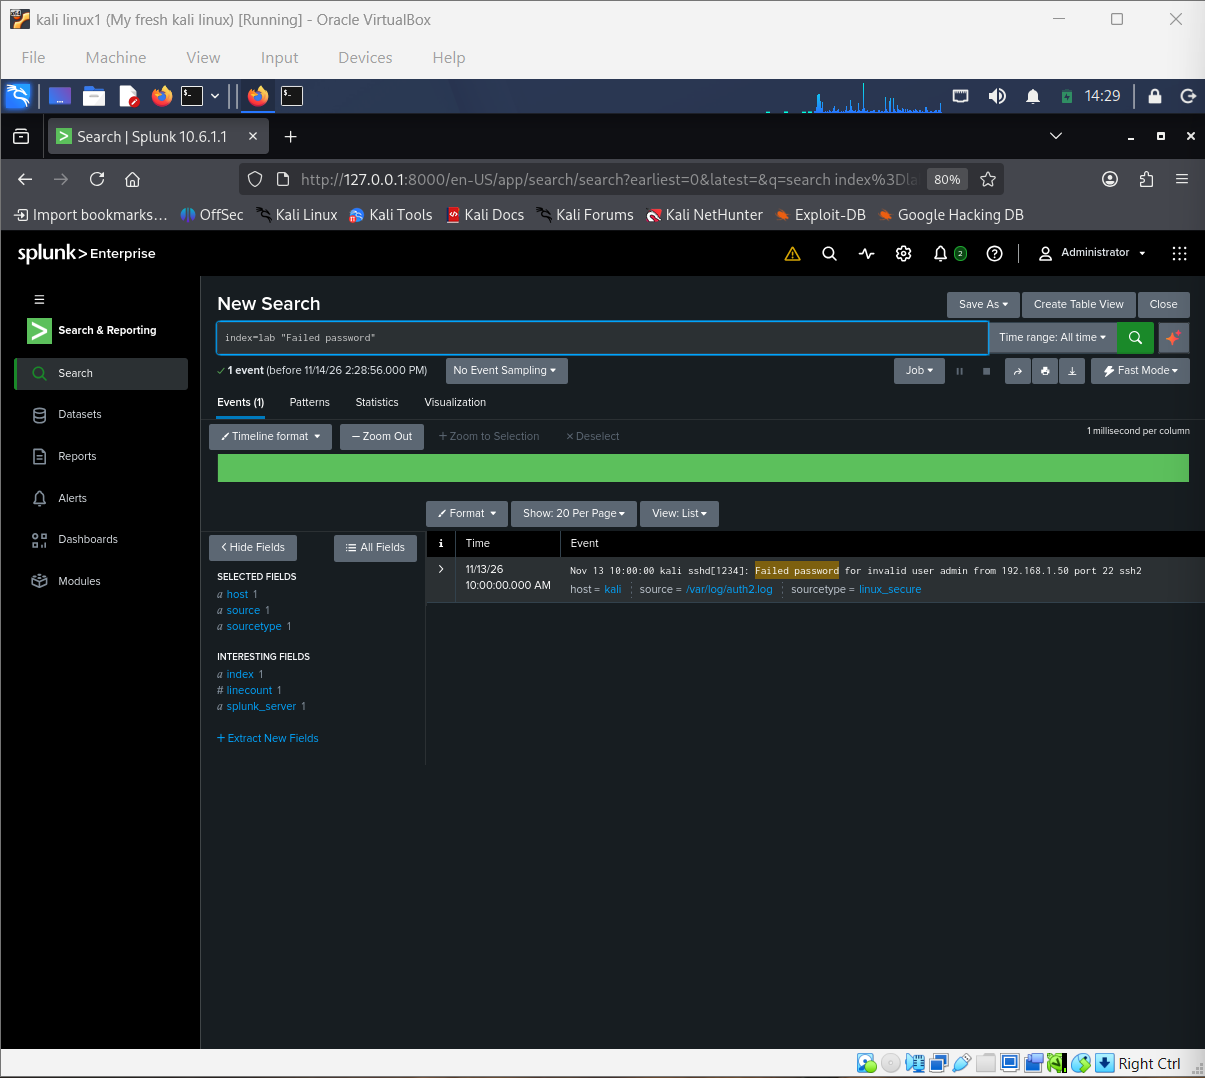 kali linux1 (My fresh kali linux) [Running] - Oracle VirtualBox
File Machine View Input Devices Help
14:29
Search | Splunk 10.6.1.1
http://127.0.0.1:8000/en-US/app/search/search?earliest=0&latest=&q=search index%3Dla
80%
Import bookmarks... OffSec Kali Linux Kali Tools Kali Docs Kali Forums Kali NetHunter Exploit-DB Google Hacking DB
splunk>Enterprise
2
Administrator
Search & Reporting
Search
Datasets
Reports
Alerts
Dashboards
Modules
New Search
Save As Create Table View Close
index=lab "Failed password"
Time range: All time
1 event (before 11/14/26 2:28:56.000 PM)
No Event Sampling
Job
Fast Mode
Events (1) Patterns Statistics Visualization
Timeline format — Zoom Out + Zoom to Selection × Deselect
1 millisecond per column
Format Show: 20 Per Page View: List
< Hide Fields All Fields
SELECTED FIELDS
a host 1
a source 1
a sourcetype 1
INTERESTING FIELDS
a index 1
# linecount 1
a splunk_server 1
+ Extract New Fields
i Time Event
> 11/13/26
10:00:00.000 AM
Nov 13 10:00:00 kali sshd[1234]: Failed password for invalid user admin from 192.168.1.50 port 22 ssh2
host = kali source = /var/log/auth2.log sourcetype = linux_secure
Right Ctrl